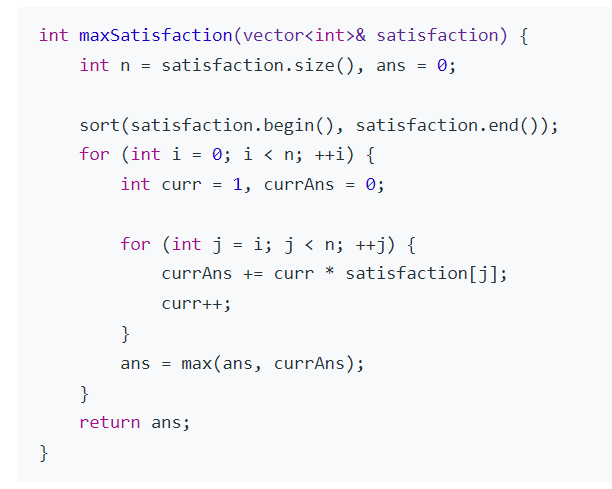 int maxSatisfaction(vector<int>& satisfaction) {
    int n = satisfaction.size(), ans = 0;

    sort(satisfaction.begin(), satisfaction.end());
    for (int i = 0; i < n; ++i) {
        int curr = 1, currAns = 0;

        for (int j = i; j < n; ++j) {
            currAns += curr * satisfaction[j];
            curr++;
        }
        ans = max(ans, currAns);
    }
    return ans;
}